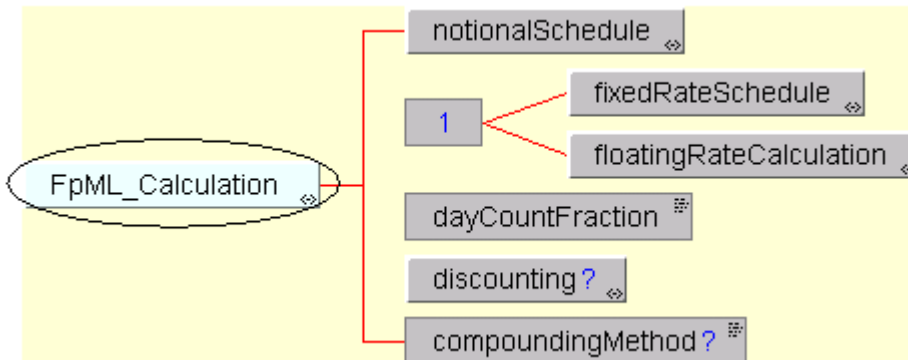 notionalSchedule
fixedRateSchedule
1
floatingRateCalculation
FpML_Calculation
dayCountFraction
discounting?
compoundingMethod?